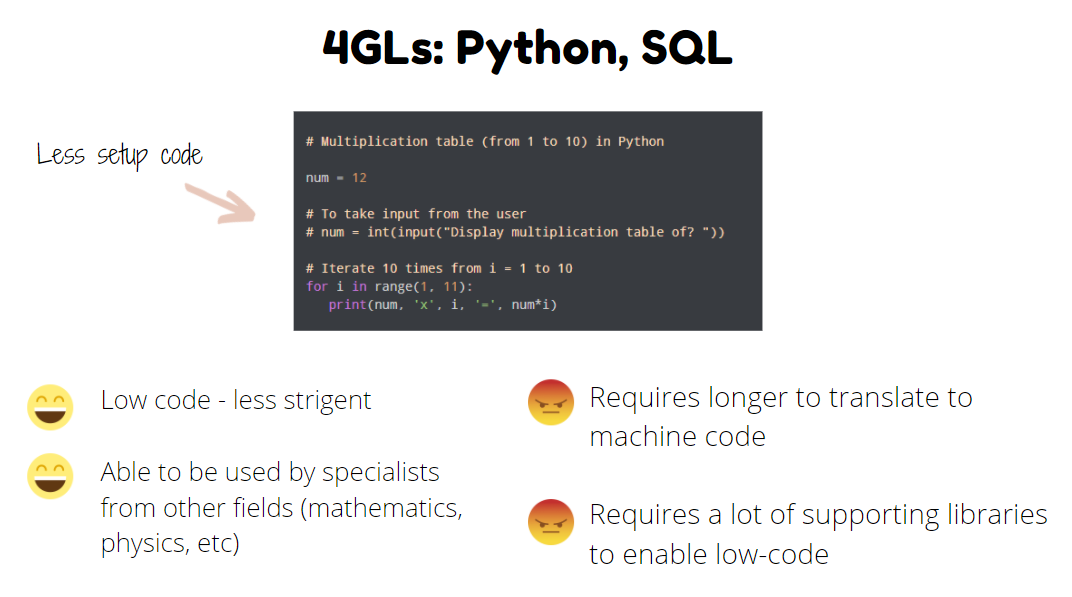 4GLs: Python, SQL
Less setup code
# Multiplication table (from 1 to 10) in Python
num = 12
# To take input from the user
# num = int(input("Display multiplication table of? "))
# Iterate 10 times from i = 1 to 10
for i in range(1, 11):
   print(num, 'x', i, '=', num*i)
Low code - less strigent
Able to be used by specialists
from other fields (mathematics,
physics, etc)
Requires longer to translate to
machine code
Requires a lot of supporting libraries
to enable low-code